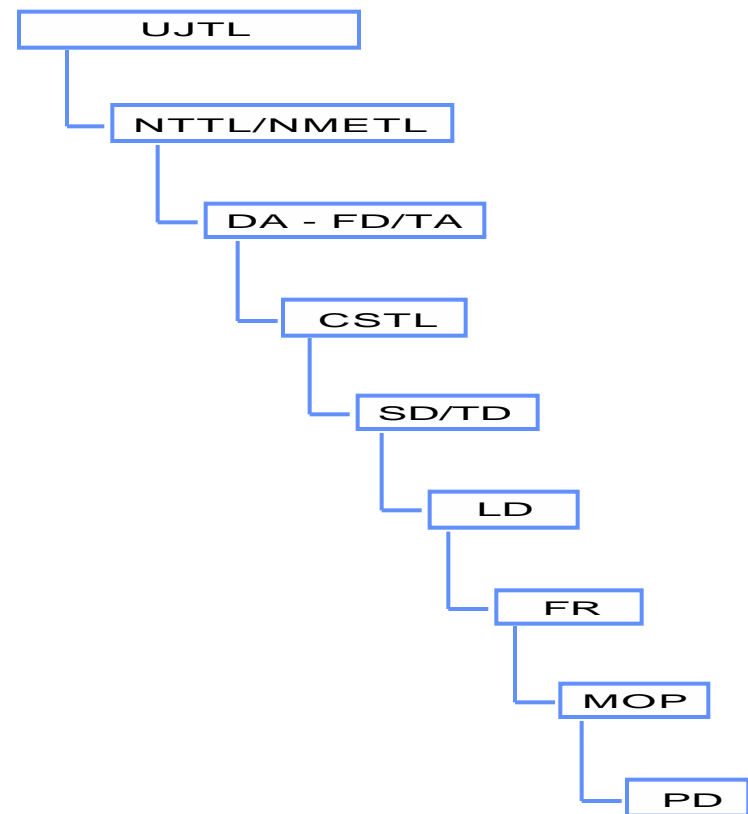 UJTL
NTTL/NMETL
DA - FD/TA
CSTL
SD/TD
LD
FR
MOP
PD